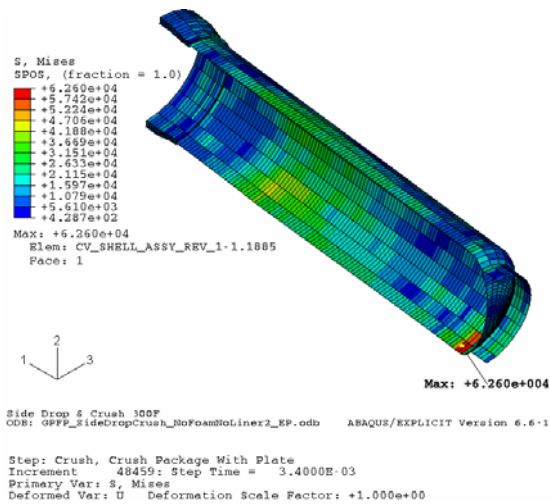 S, Mises
SPOS, (fraction = 1.0)
+6.260e+04
+5.742e+04
+5.224e+04
+4.706e+04
+4.188e+04
+3.669e+04
+3.151e+04
+2.633e+04
+2.115e+04
+1.597e+04
+1.079e+04
+5.610e+03
+4.287e+02
Max: +6.260e+04
Elem: CV_SHELL_ASSY_REV_1-1.1885
Face: 1
2
1
3
Max: +6.260e+004
Side Drop & Crush 300F
ODB: GPFP_SideDropCrush_NoFoamNoLiner2_EP.odb ABAQUS/EXPLICIT Version 6.6-1
Step: Crush, Crush Package With Plate
Increment 48459: Step Time = 3.4000E-03
Primary Var: S, Mises
Deformed Var: U Deformation Scale Factor: +1.000e+00